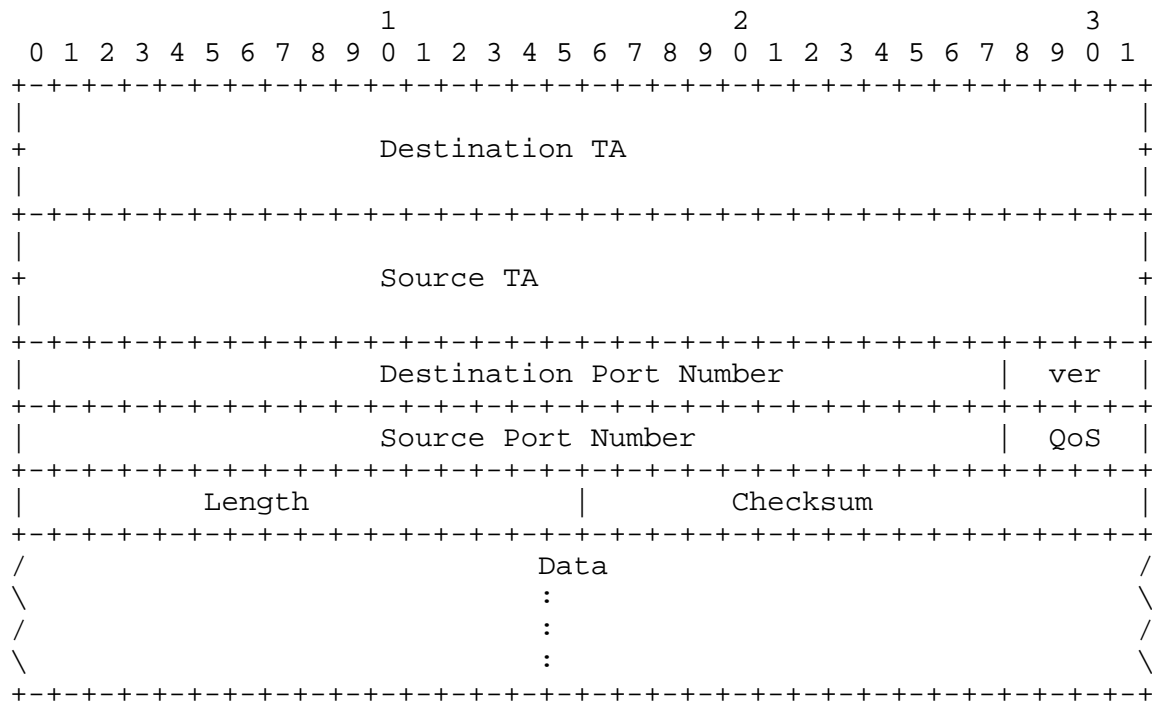 1                   2                   3
 0 1 2 3 4 5 6 7 8 9 0 1 2 3 4 5 6 7 8 9 0 1 2 3 4 5 6 7 8 9 0 1
+-+-+-+-+-+-+-+-+-+-+-+-+-+-+-+-+-+-+-+-+-+-+-+-+-+-+-+-+-+-+-+-+
|                                                               |
+                    Destination TA                             +
|                                                               |
+-+-+-+-+-+-+-+-+-+-+-+-+-+-+-+-+-+-+-+-+-+-+-+-+-+-+-+-+-+-+-+-+
|                                                               |
+                    Source TA                                  +
|                                                               |
+-+-+-+-+-+-+-+-+-+-+-+-+-+-+-+-+-+-+-+-+-+-+-+-+-+-+-+-+-+-+-+-+
|                    Destination Port Number            |  ver  |
+-+-+-+-+-+-+-+-+-+-+-+-+-+-+-+-+-+-+-+-+-+-+-+-+-+-+-+-+-+-+-+-+
|                    Source Port Number                 |  QoS  |
+-+-+-+-+-+-+-+-+-+-+-+-+-+-+-+-+-+-+-+-+-+-+-+-+-+-+-+-+-+-+-+-+
|          Length               |        Checksum               |
+-+-+-+-+-+-+-+-+-+-+-+-+-+-+-+-+-+-+-+-+-+-+-+-+-+-+-+-+-+-+-+-+
/                             Data                              /
\                             :                                 \
/                             :                                 /
\                             :                                 \
+-+-+-+-+-+-+-+-+-+-+-+-+-+-+-+-+-+-+-+-+-+-+-+-+-+-+-+-+-+-+-+-+